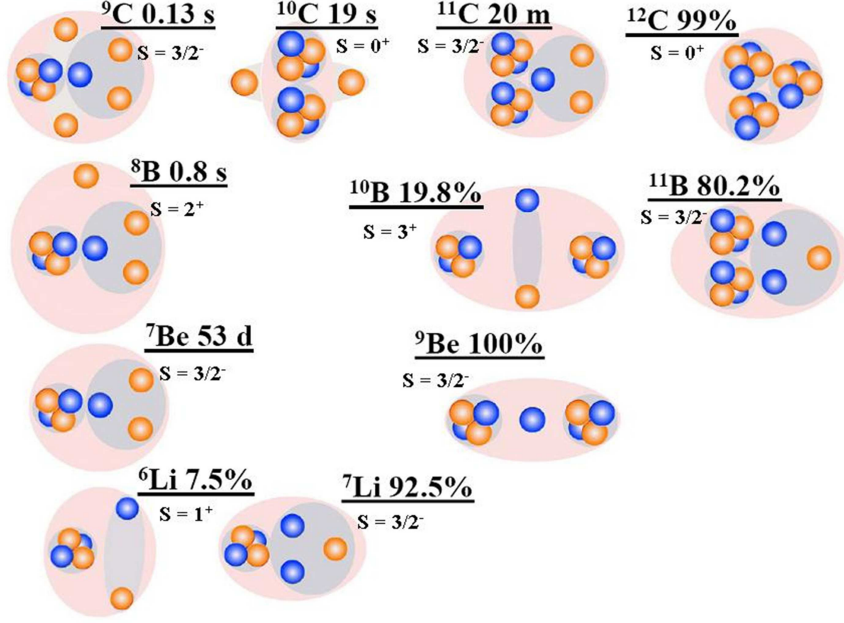 ⁹C 0.13 s
S = 3/2⁻
¹⁰C 19 s
S = 0⁺
¹¹C 20 m
S = 3/2⁻
¹²C 99%
S = 0⁺
⁸B 0.8 s
S = 2⁺
¹⁰B 19.8%
S = 3⁺
¹¹B 80.2%
S = 3/2⁻
⁷Be 53 d
S = 3/2⁻
⁹Be 100%
S = 3/2⁻
⁶Li 7.5%
S = 1⁺
⁷Li 92.5%
S = 3/2⁻